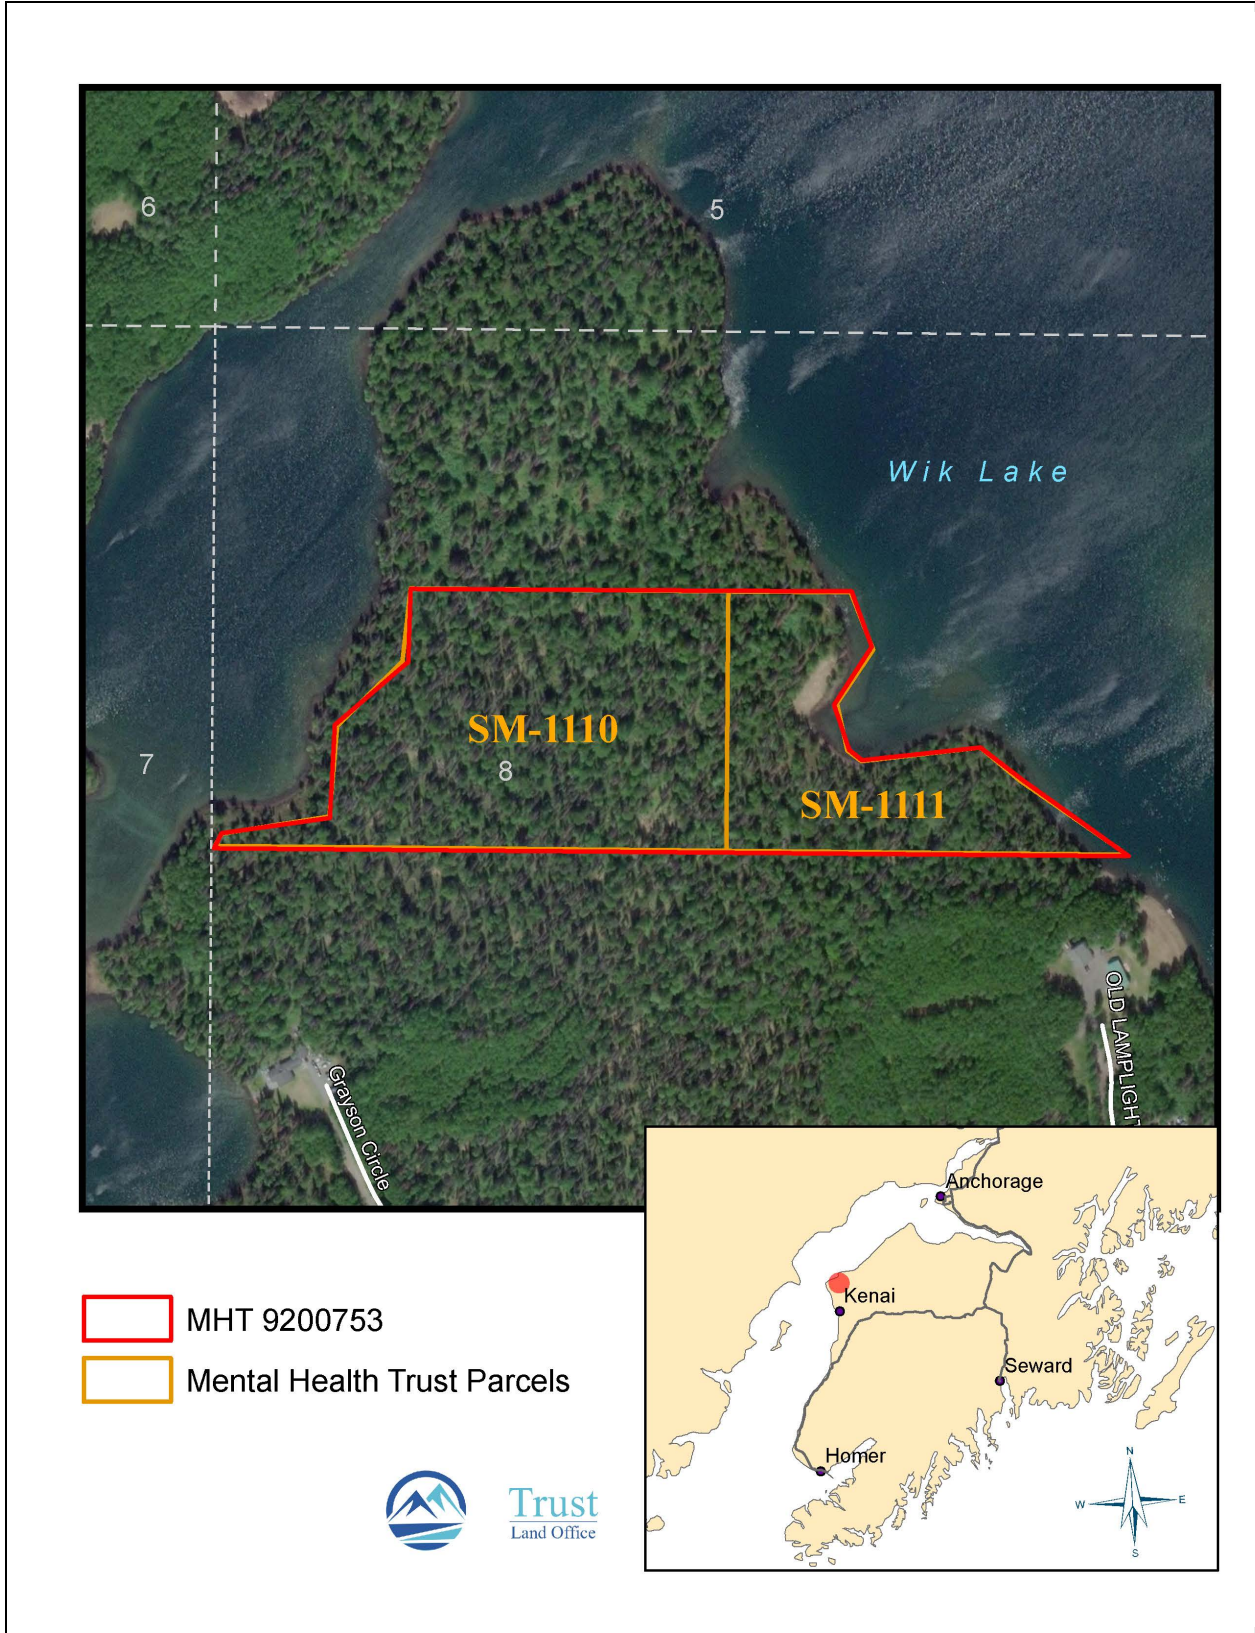 6
5
Wik Lake
SM-1110
7
8
SM-1111
OLD LAMPLIGHT
Grayson Circle
Anchorage
Kenai
Seward
Homer
N
W
E
S
MHT 9200753
Mental Health Trust Parcels
Trust
Land Office